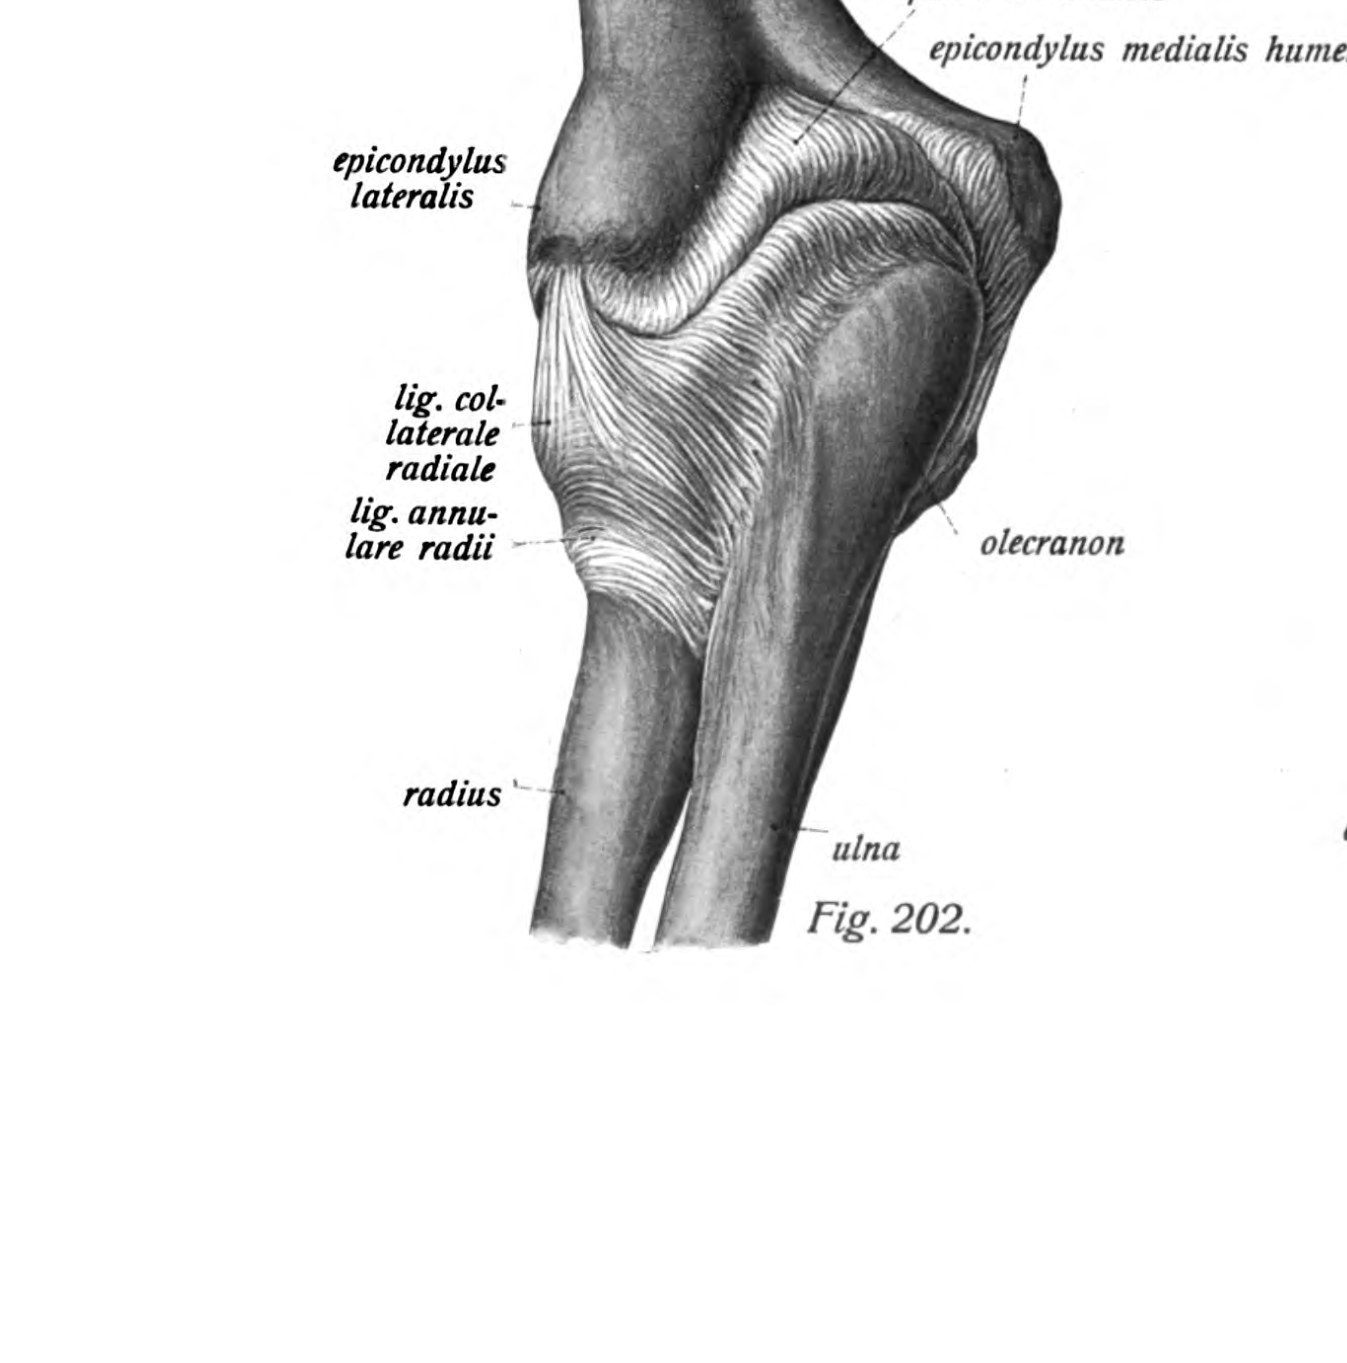 epicondylus medialis hume
epicondylus
lateralis
lig. col-
laterale
radiale
lig. annu-
lare radii
olecranon
radius
ulna
Fig. 202.